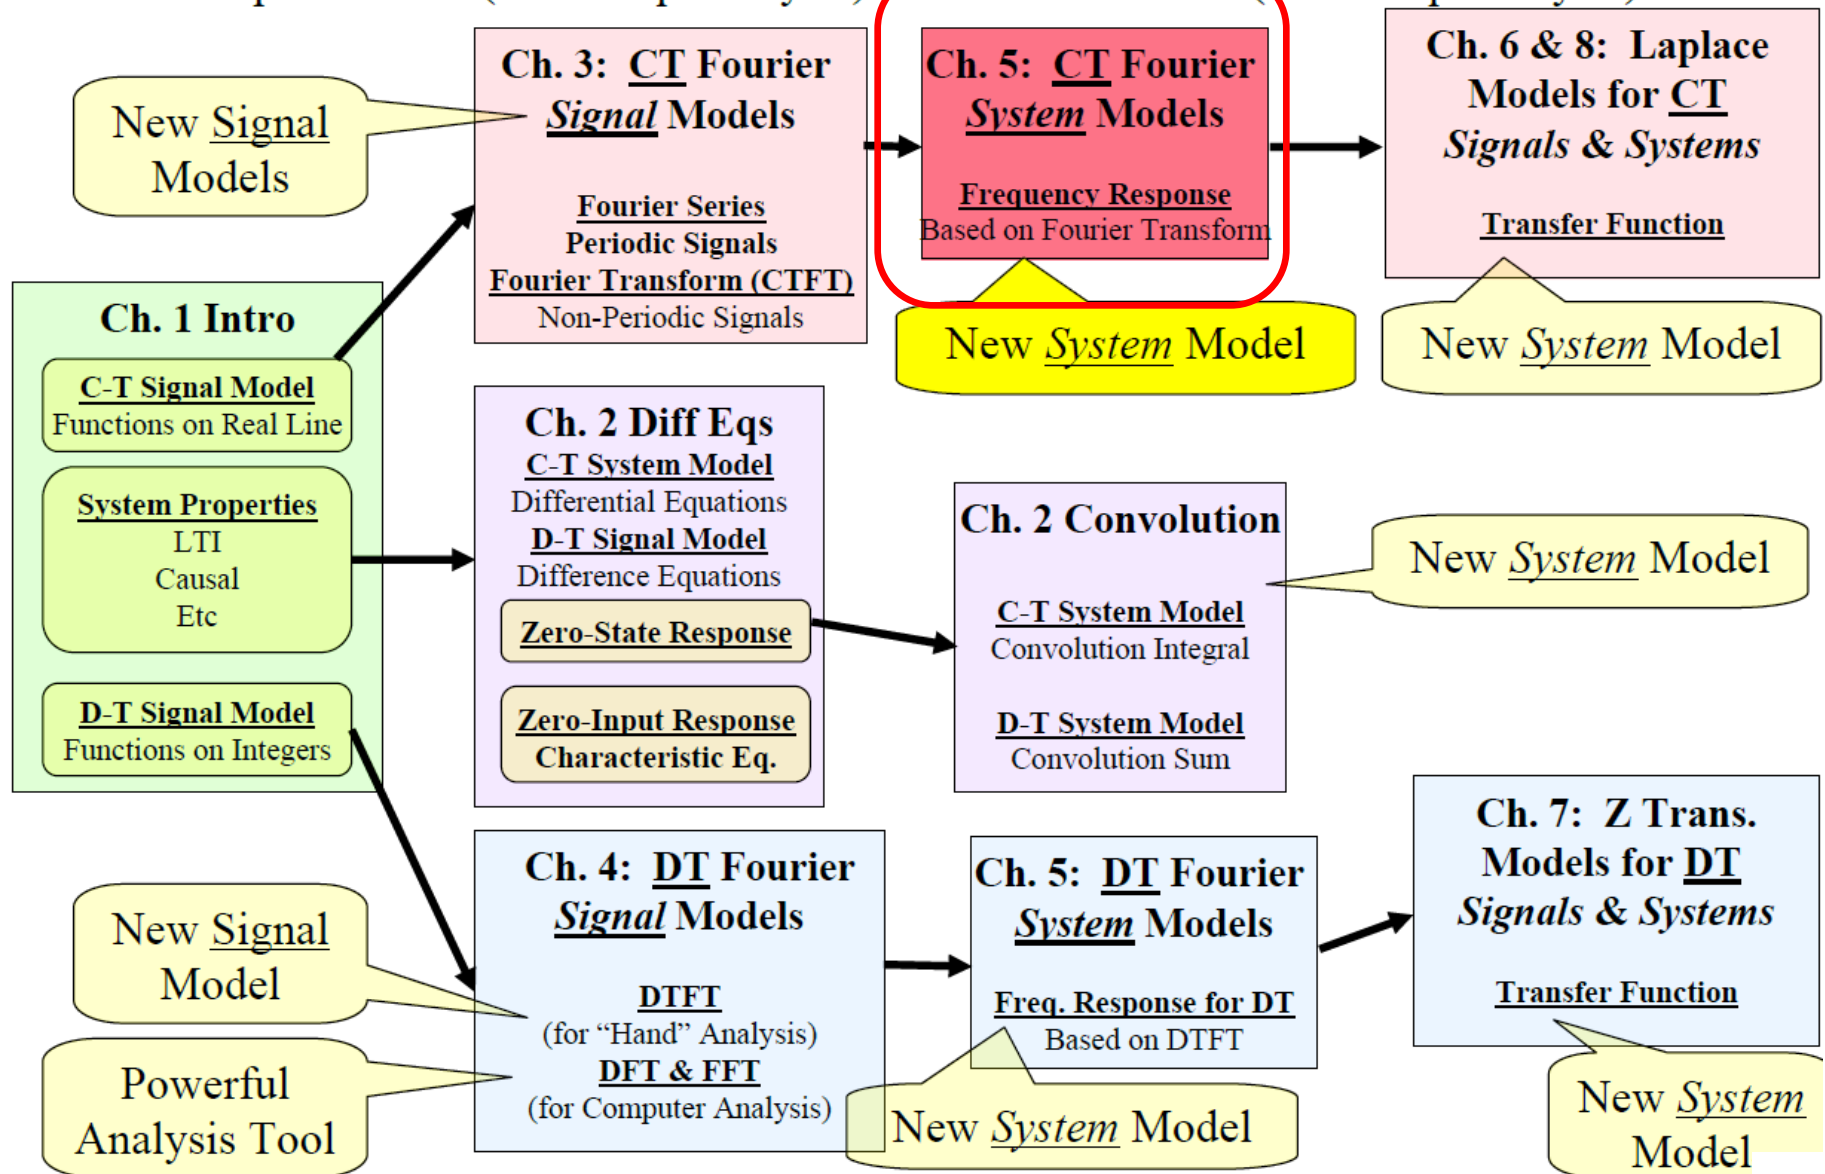 Ch. 3: CT Fourier
Signal Models
Fourier Series
Periodic Signals
Fourier Transform (CTFT)
Non-Periodic Signals
New Signal
Models
Ch. 5: CT Fourier
System Models
Frequency Response
Based on Fourier Transform
New System Model
Ch. 6 & 8: Laplace
Models for CT
Signals & Systems
Transfer Function
New System Model
Ch. 1 Intro
C-T Signal Model
Functions on Real Line
System Properties
LTI
Causal
Etc
D-T Signal Model
Functions on Integers
Ch. 2 Diff Eqs
C-T System Model
Differential Equations
D-T Signal Model
Difference Equations
Zero-State Response
Zero-Input Response
Characteristic Eq.
Ch. 2 Convolution
C-T System Model
Convolution Integral
D-T System Model
Convolution Sum
New System Model
Ch. 4: DT Fourier
Signal Models
DTFT
(for “Hand” Analysis)
DFT & FFT
(for Computer Analysis)
New Signal
Model
Powerful
Analysis Tool
Ch. 5: DT Fourier
System Models
Freq. Response for DT
Based on DTFT
New System Model
Ch. 7: Z Trans.
Models for DT
Signals & Systems
Transfer Function
New System
Model